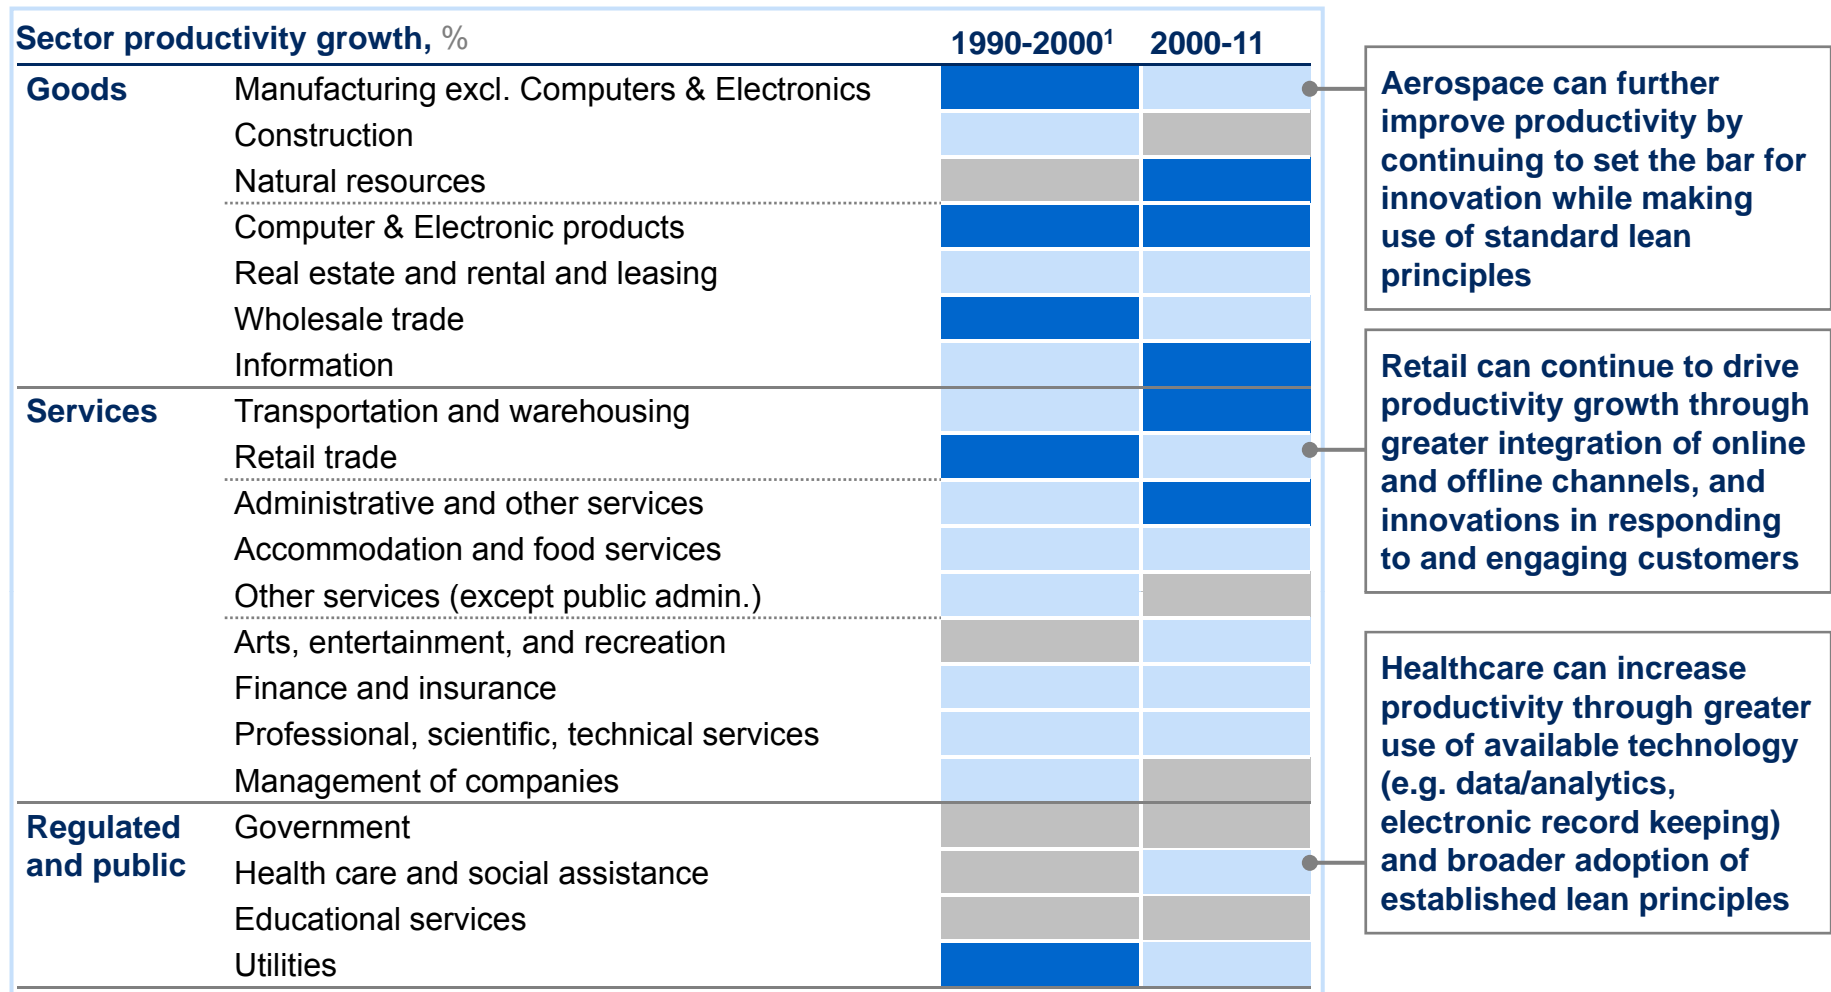 Sector productivity growth, % 1990-2000¹ 2000-11
Goods Manufacturing excl. Computers & Electronics
Construction
Natural resources
Computer & Electronic products
Real estate and rental and leasing
Wholesale trade
Information
Services Transportation and warehousing
Retail trade
Administrative and other services
Accommodation and food services
Other services (except public admin.)
Arts, entertainment, and recreation
Finance and insurance
Professional, scientific, technical services
Management of companies
Regulated Government
and public Health care and social assistance
Educational services
Utilities
Aerospace can further
improve productivity by
continuing to set the bar for
innovation while making
use of standard lean
principles
Retail can continue to drive
productivity growth through
greater integration of online
and offline channels, and
innovations in responding
to and engaging customers
Healthcare can increase
productivity through greater
use of available technology
(e.g. data/analytics,
electronic record keeping)
and broader adoption of
established lean principles